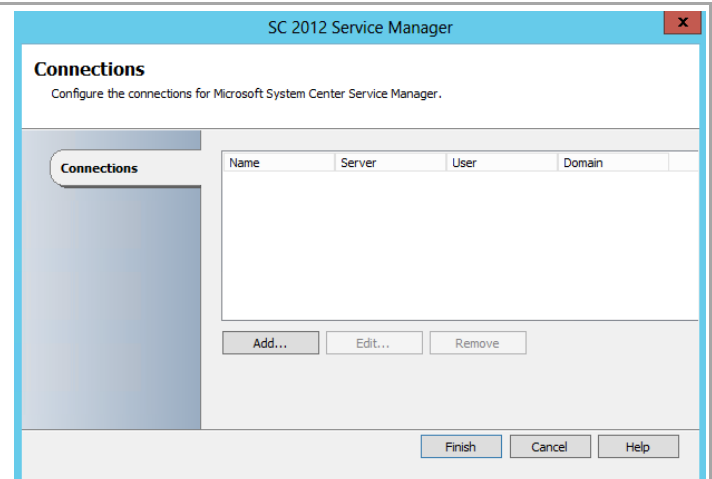 SC 2012 Service Manager
x
Connections
Configure the connections for Microsoft System Center Service Manager.
Connections
Name Server User Domain
Add... Edit... Remove
Finish Cancel Help